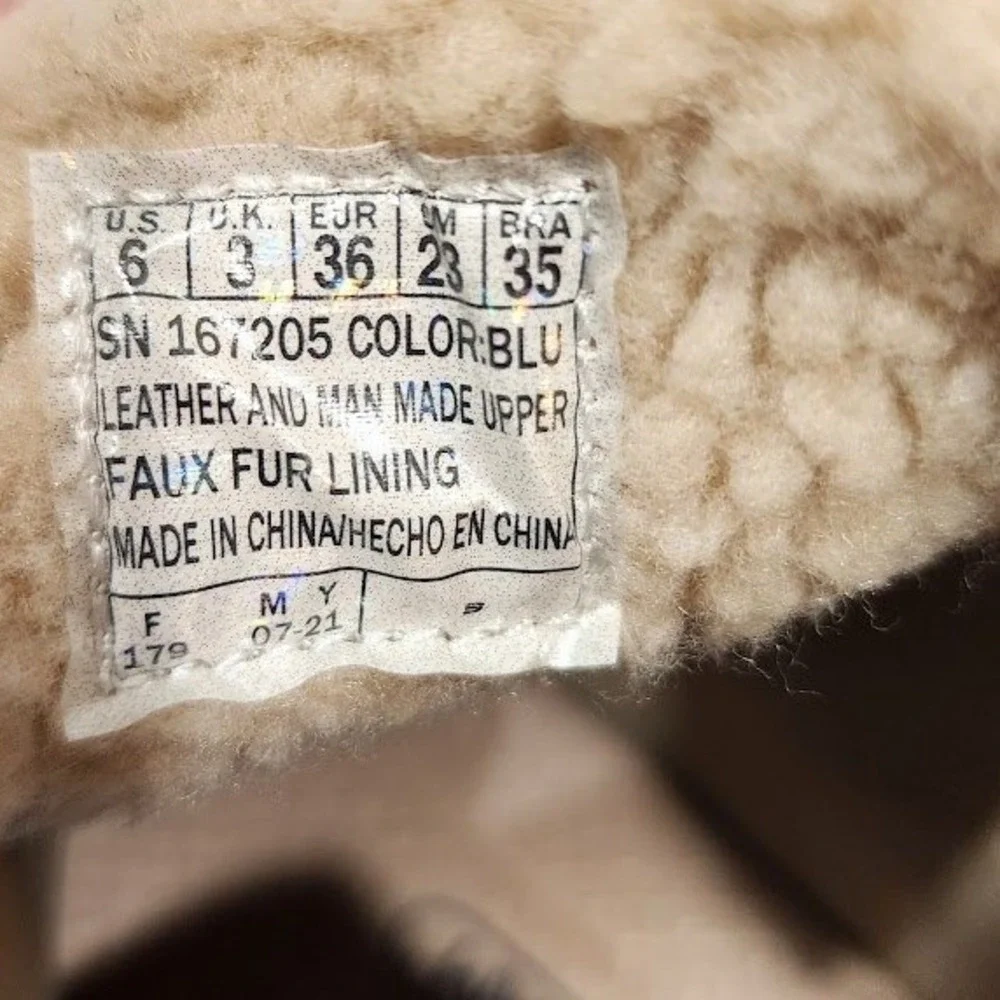 U.S. U.K. EUR CM BRA
6 3 36 23 35
SN 167205 COLOR:BLU
LEATHER AND MAN MADE UPPER
FAUX FUR LINING
MADE IN CHINA/HECHO EN CHINA
F M Y
179 07-21